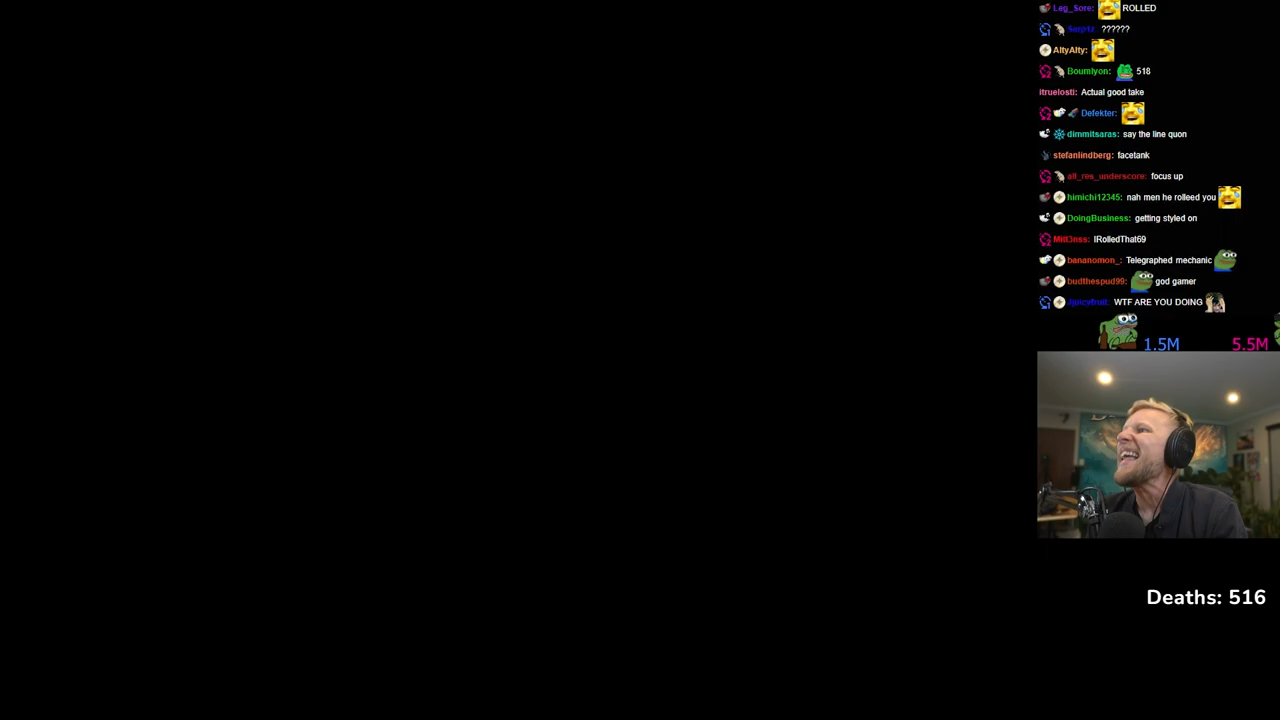 Leg_Sore: ROLLED
??????
AltyAlty:
Boumlyon: 518
itruelosti: Actual good take
Defekter:
dimmitsaras: say the line quon
stefanlindberg: facetank
all_res_underscore: focus up
himichi12345: nah men he rolleed you
DoingBusiness: getting styled on
Mitt3nss: IRolledThat69
bananomon_: Telegraphed mechanic
budthespud99: god gamer
WTF ARE YOU DOING
1.5M 5.5M
Deaths: 516